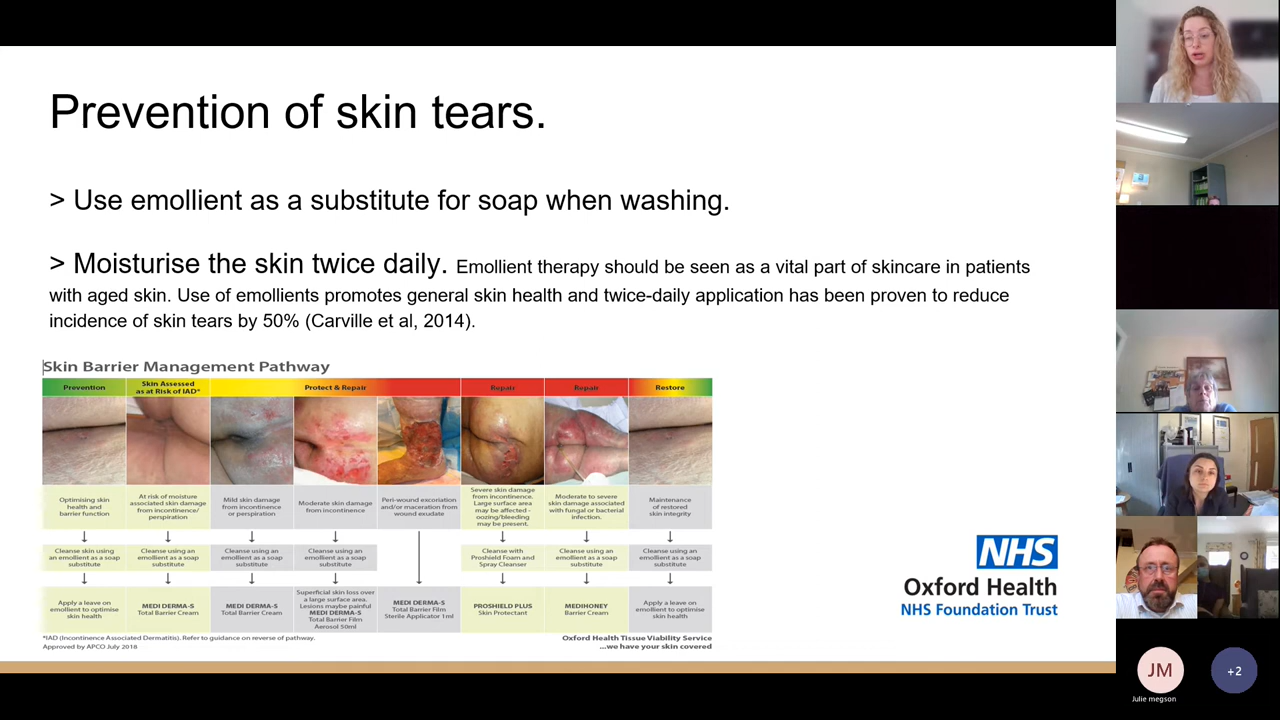 Prevention of skin tears.
> Use emollient as a substitute for soap when washing.
> Moisturise the skin twice daily. Emollient therapy should be seen as a vital part of skincare in patients
with aged skin. Use of emollients promotes general skin health and twice-daily application has been proven to reduce
incidence of skin tears by 50% (Carville et al, 2014).
Skin Barrier Management Pathway
Prevention
Skin Assessed
as at Risk of IAD*
Protect & Repair
Repair
Repair
Restore
Optimising skin
health and
barrier function
At risk of moisture
associated skin damage
from incontinence/
perspiration
Mild skin damage
from incontinence
or perspiration
Moderate skin damage
from incontinence
Peri-wound excoriation
and/or maceration from
wound exudate
Severe skin damage
from incontinence.
Large surface area
may be affected -
oozing/bleeding
may be present.
Moderate to severe
skin damage associated
with fungal or bacterial
infection.
Maintenance
of restored
skin integrity
Cleanse skin using
an emollient as a soap
substitute
Cleanse using an
emollient as a soap
substitute
Cleanse using an
emollient as a soap
substitute
Cleanse using an
emollient as a soap
substitute
Cleanse with
Proshield Foam and
Spray Cleanser
Cleanse using an
emollient as a soap
substitute
Cleanse using an
emollient as a soap
substitute
Apply a leave on
emollient to optimise
skin health
MEDI DERMA-S
Total Barrier Cream
MEDI DERMA-S
Total Barrier Cream
Superficial skin loss over
a large surface area.
Lesions maybe painful
MEDI DERMA-S
Total Barrier Film
Aerosol 50ml
MEDI DERMA-S
Total Barrier Film
Sterile Applicator 1ml
PROSHIELD PLUS
Skin Protectant
MEDIHONEY
Barrier Cream
Apply a leave on
emollient to optimise
skin health
*IAD (Incontinence Associated Dermatitis). Refer to guidance on reverse of pathway.
Approved by APCO July 2018
Oxford Health Tissue Viability Service
...we have your skin covered
NHS
Oxford Health
NHS Foundation Trust
JM
Julie megson
+2